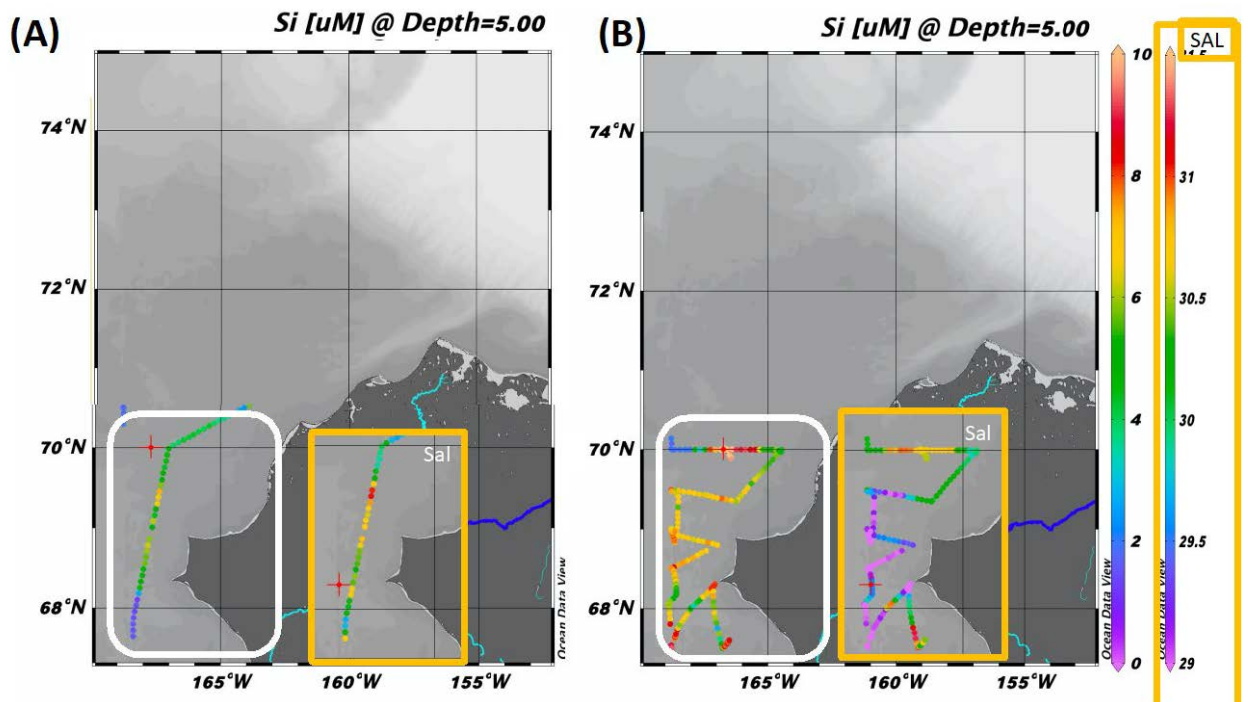 (A)
Si [uM] @ Depth=5.00
(B)
Si [uM] @ Depth=5.00
SAL
74°N
72°N
70°N
68°N
165°W
160°W
155°W
Sal
Ocean Data View
74°N
72°N
70°N
68°N
165°W
160°W
155°W
Sal
Ocean Data View
10
8
6
4
2
0
Ocean Data View
31
30.5
30
29.5
29